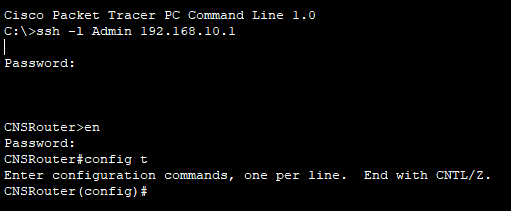 Cisco Packet Tracer PC Command Line 1.0
C:\>ssh -l Admin 192.168.10.1
Password:
CNSRouter>en
Password:
CNSRouter#config t
Enter configuration commands, one per line.  End with CNTL/Z.
CNSRouter(config)#